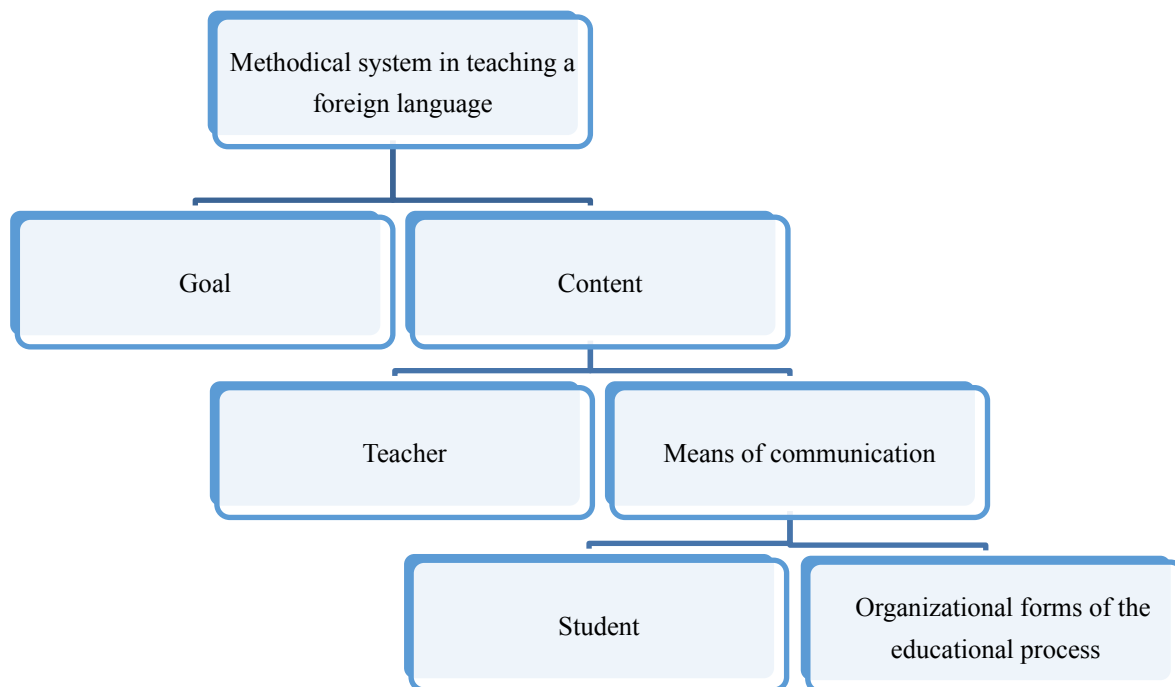 Methodical system in teaching a
foreign language
Goal
Content
Teacher
Means of communication
Student
Organizational forms of the
educational process